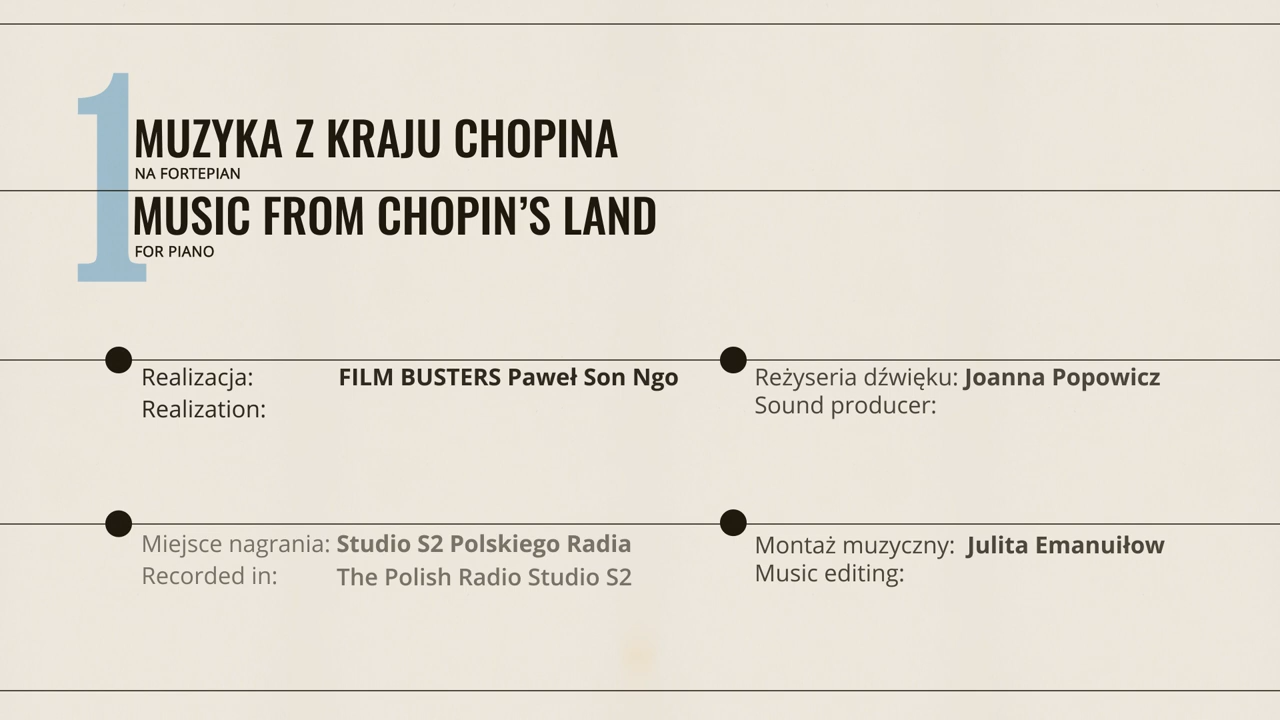 1
MUZYKA Z KRAJU CHOPINA
NA FORTEPIAN
MUSIC FROM CHOPIN’S LAND
FOR PIANO
Realizacja: FILM BUSTERS Paweł Son Ngo
Realization:
Reżyseria dźwięku: Joanna Popowicz
Sound producer:
Miejsce nagrania: Studio S2 Polskiego Radia
Recorded in: The Polish Radio Studio S2
Montaż muzyczny: Julita Emanuiłow
Music editing: